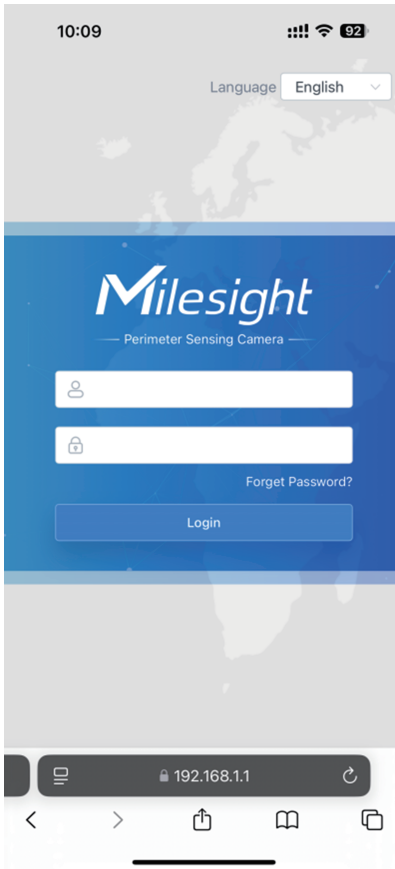 10:09
92
Language English
Milesight
Perimeter Sensing Camera
Forget Password?
Login
192.168.1.1